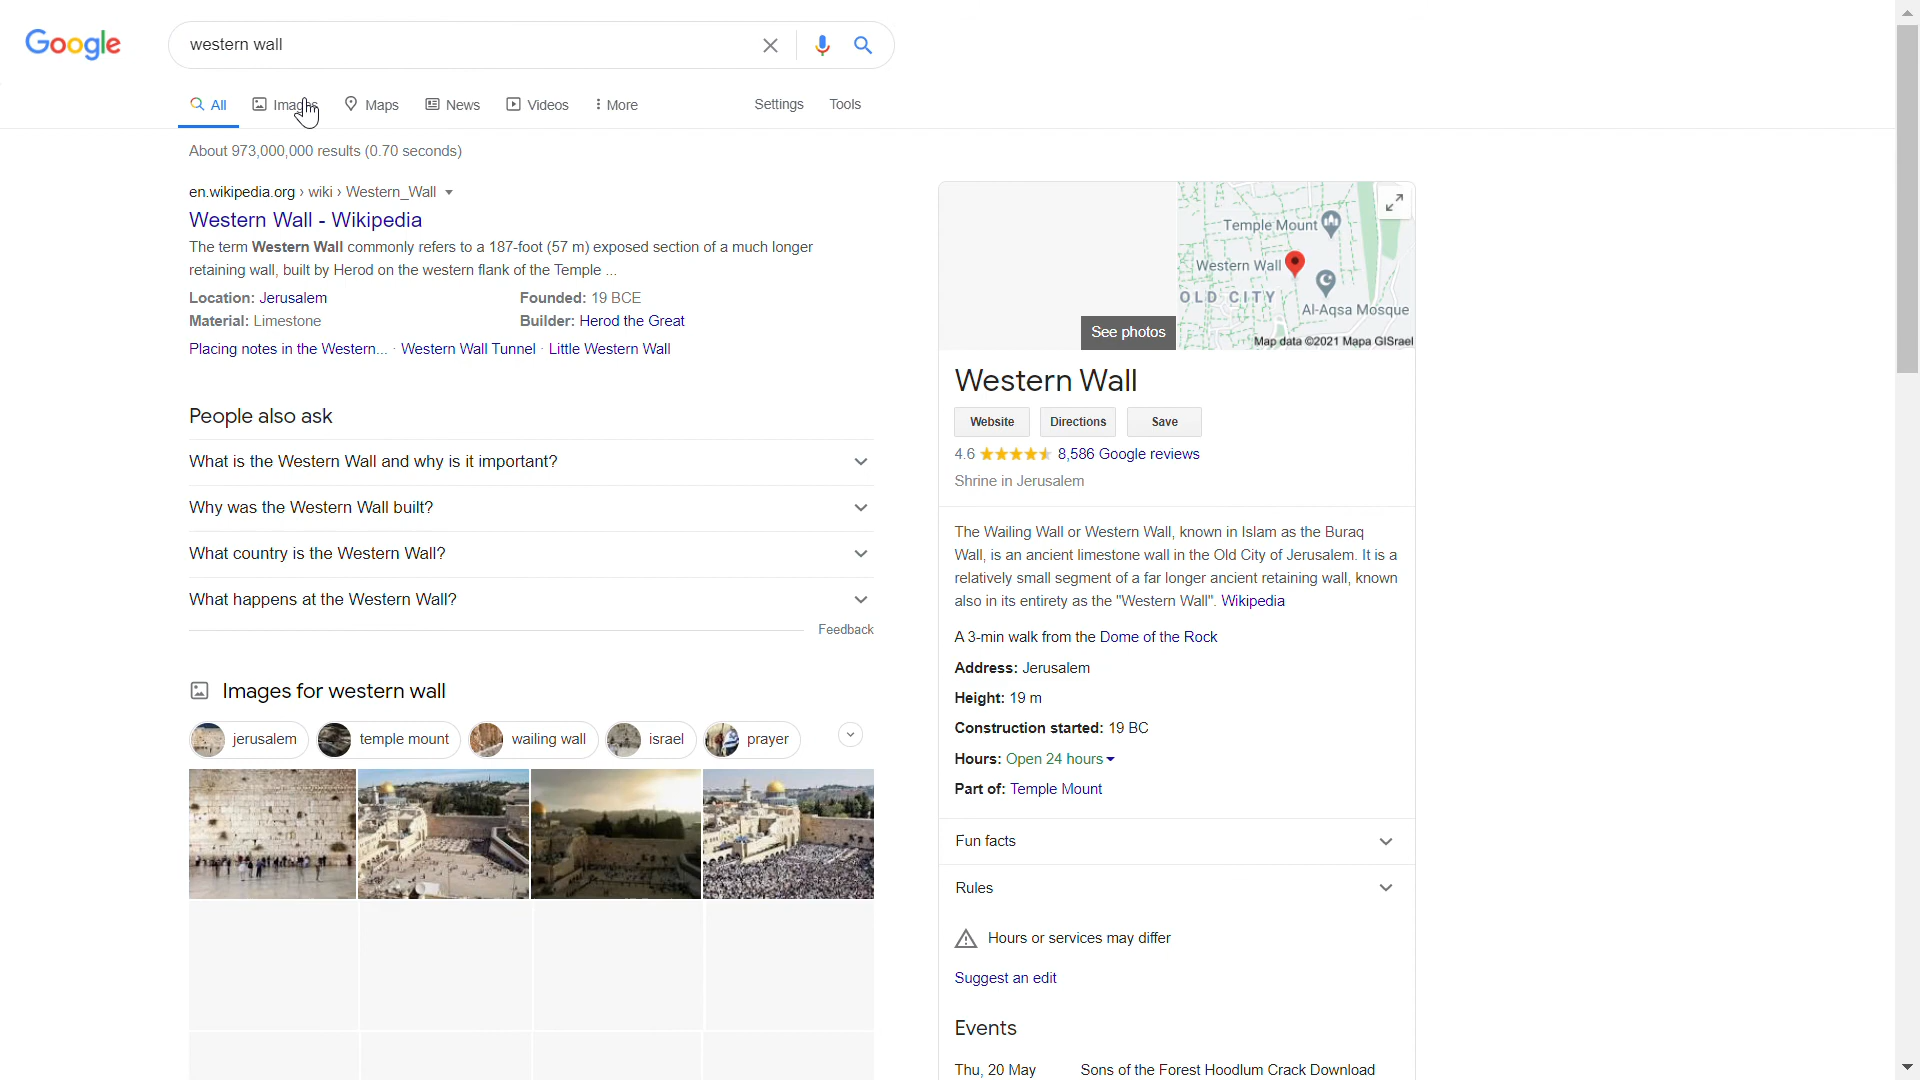 Google
western wall
All
Images
Maps
News
Videos
More
Settings
Tools
About 973,000,000 results (0.70 seconds)
en.wikipedia.org › wiki › Western_Wall
Western Wall - Wikipedia
The term Western Wall commonly refers to a 187-foot (57 m) exposed section of a much longer
retaining wall, built by Herod on the western flank of the Temple ...
Location: Jerusalem
Founded: 19 BCE
Material: Limestone
Builder: Herod the Great
Placing notes in the Western... · Western Wall Tunnel · Little Western Wall
People also ask
What is the Western Wall and why is it important?
Why was the Western Wall built?
What country is the Western Wall?
What happens at the Western Wall?
Feedback
Images for western wall
jerusalem
temple mount
wailing wall
israel
prayer
Temple Mount
Western Wall
OLD CITY
Al-Aqsa Mosque
See photos
Map data ©2021 Mapa GISrael
Western Wall
Website
Directions
Save
4.6 8,586 Google reviews
Shrine in Jerusalem
The Wailing Wall or Western Wall, known in Islam as the Buraq
Wall, is an ancient limestone wall in the Old City of Jerusalem. It is a
relatively small segment of a far longer ancient retaining wall, known
also in its entirety as the "Western Wall". Wikipedia
A 3-min walk from the Dome of the Rock
Address: Jerusalem
Height: 19 m
Construction started: 19 BC
Hours: Open 24 hours
Part of: Temple Mount
Fun facts
Rules
Hours or services may differ
Suggest an edit
Events
Thu, 20 May
Sons of the Forest Hoodlum Crack Download